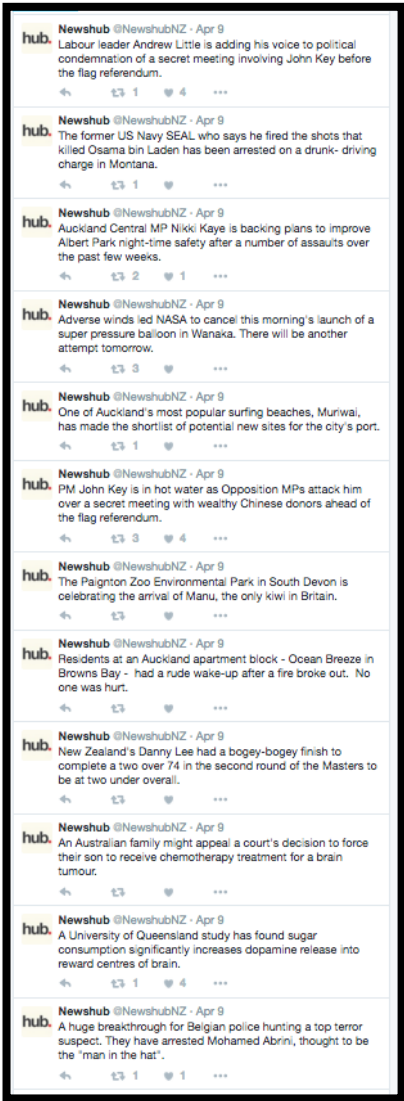 hub.
Newshub @NewshubNZ · Apr 9
Labour leader Andrew Little is adding his voice to political
condemnation of a secret meeting involving John Key before
the flag referendum.
1 4
hub.
Newshub @NewshubNZ · Apr 9
The former US Navy SEAL who says he fired the shots that
killed Osama bin Laden has been arrested on a drunk- driving
charge in Montana.
1
hub.
Newshub @NewshubNZ · Apr 9
Auckland Central MP Nikki Kaye is backing plans to improve
Albert Park night-time safety after a number of assaults over
the past few weeks.
2 1
hub.
Newshub @NewshubNZ · Apr 9
Adverse winds led NASA to cancel this morning's launch of a
super pressure balloon in Wanaka. There will be another
attempt tomorrow.
3
hub.
Newshub @NewshubNZ · Apr 9
One of Auckland's most popular surfing beaches, Muriwai,
has made the shortlist of potential new sites for the city's port.
1
hub.
Newshub @NewshubNZ · Apr 9
PM John Key is in hot water as Opposition MPs attack him
over a secret meeting with wealthy Chinese donors ahead of
the flag referendum.
3 4
hub.
Newshub @NewshubNZ · Apr 9
The Paignton Zoo Environmental Park in South Devon is
celebrating the arrival of Manu, the only kiwi in Britain.
hub.
Newshub @NewshubNZ · Apr 9
Residents at an Auckland apartment block - Ocean Breeze in
Browns Bay - had a rude wake-up after a fire broke out. No
one was hurt.
hub.
Newshub @NewshubNZ · Apr 9
New Zealand's Danny Lee had a bogey-bogey finish to
complete a two over 74 in the second round of the Masters to
be at two under overall.
hub.
Newshub @NewshubNZ · Apr 9
An Australian family might appeal a court's decision to force
their son to receive chemotherapy treatment for a brain
tumour.
hub.
Newshub @NewshubNZ · Apr 9
A University of Queensland study has found sugar
consumption significantly increases dopamine release into
reward centres of brain.
1 4
hub.
Newshub @NewshubNZ · Apr 9
A huge breakthrough for Belgian police hunting a top terror
suspect. They have arrested Mohamed Abrini, thought to be
the "man in the hat".
1 1